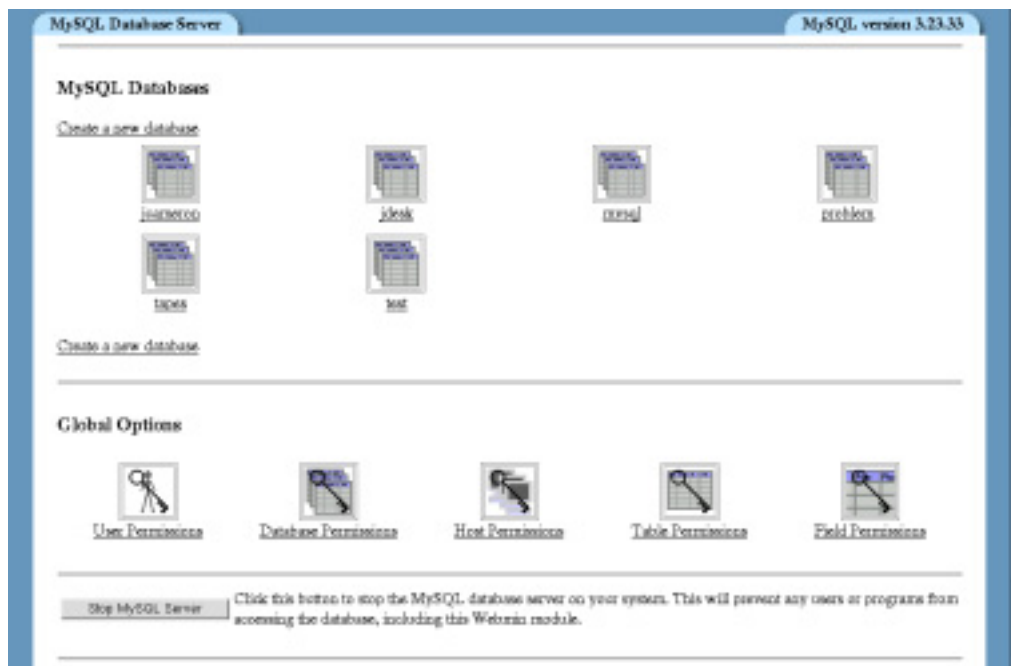 MySQL Database Server
MySQL version 3.23.33
MySQL Databases
Create a new database
jcameron
jdesk
mysql
problem
tapes
test
Create a new database
Global Options
User Permissions
Database Permissions
Host Permissions
Table Permissions
Field Permissions
Stop MySQL Server
Click this button to stop the MySQL database server on your system. This will prevent any users or programs from
accessing the database, including this Webmin module.